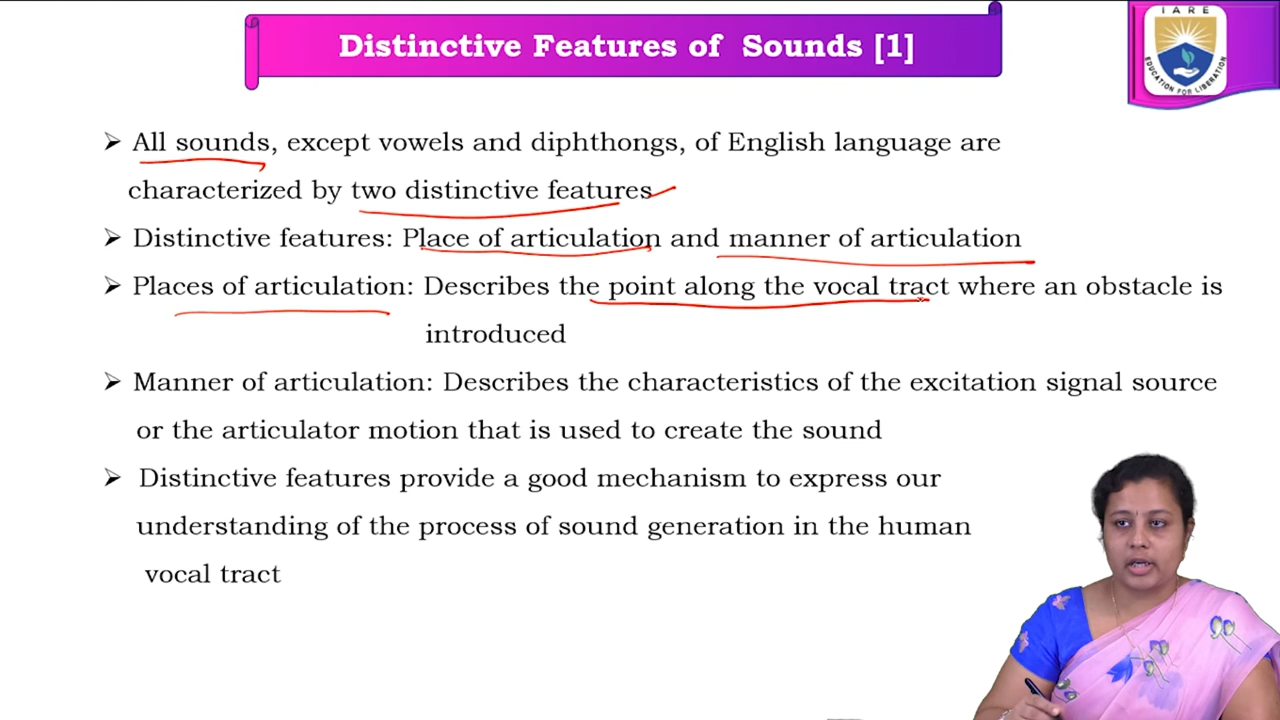 Distinctive Features of Sounds [1]
IARE
EDUCATION FOR LIBERATION
➢ All sounds, except vowels and diphthongs, of English language are
characterized by two distinctive features
➢ Distinctive features: Place of articulation and manner of articulation
➢ Places of articulation: Describes the point along the vocal tract where an obstacle is
introduced
➢ Manner of articulation: Describes the characteristics of the excitation signal source
or the articulator motion that is used to create the sound
➢ Distinctive features provide a good mechanism to express our
understanding of the process of sound generation in the human
vocal tract